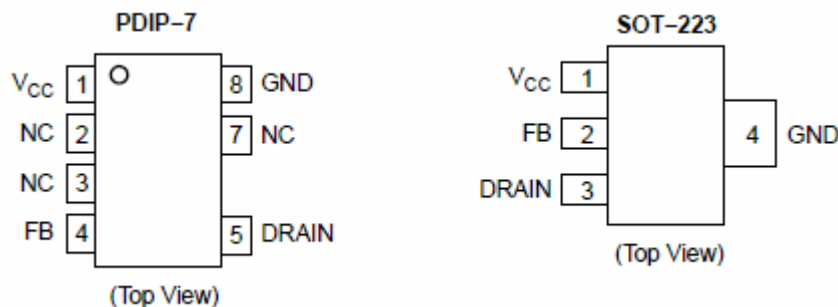 PDIP–7
VCC 1 8 GND
NC 2 7 NC
NC 3
FB 4 5 DRAIN
(Top View)
SOT–223
VCC 1
FB 2 4 GND
DRAIN 3
(Top View)